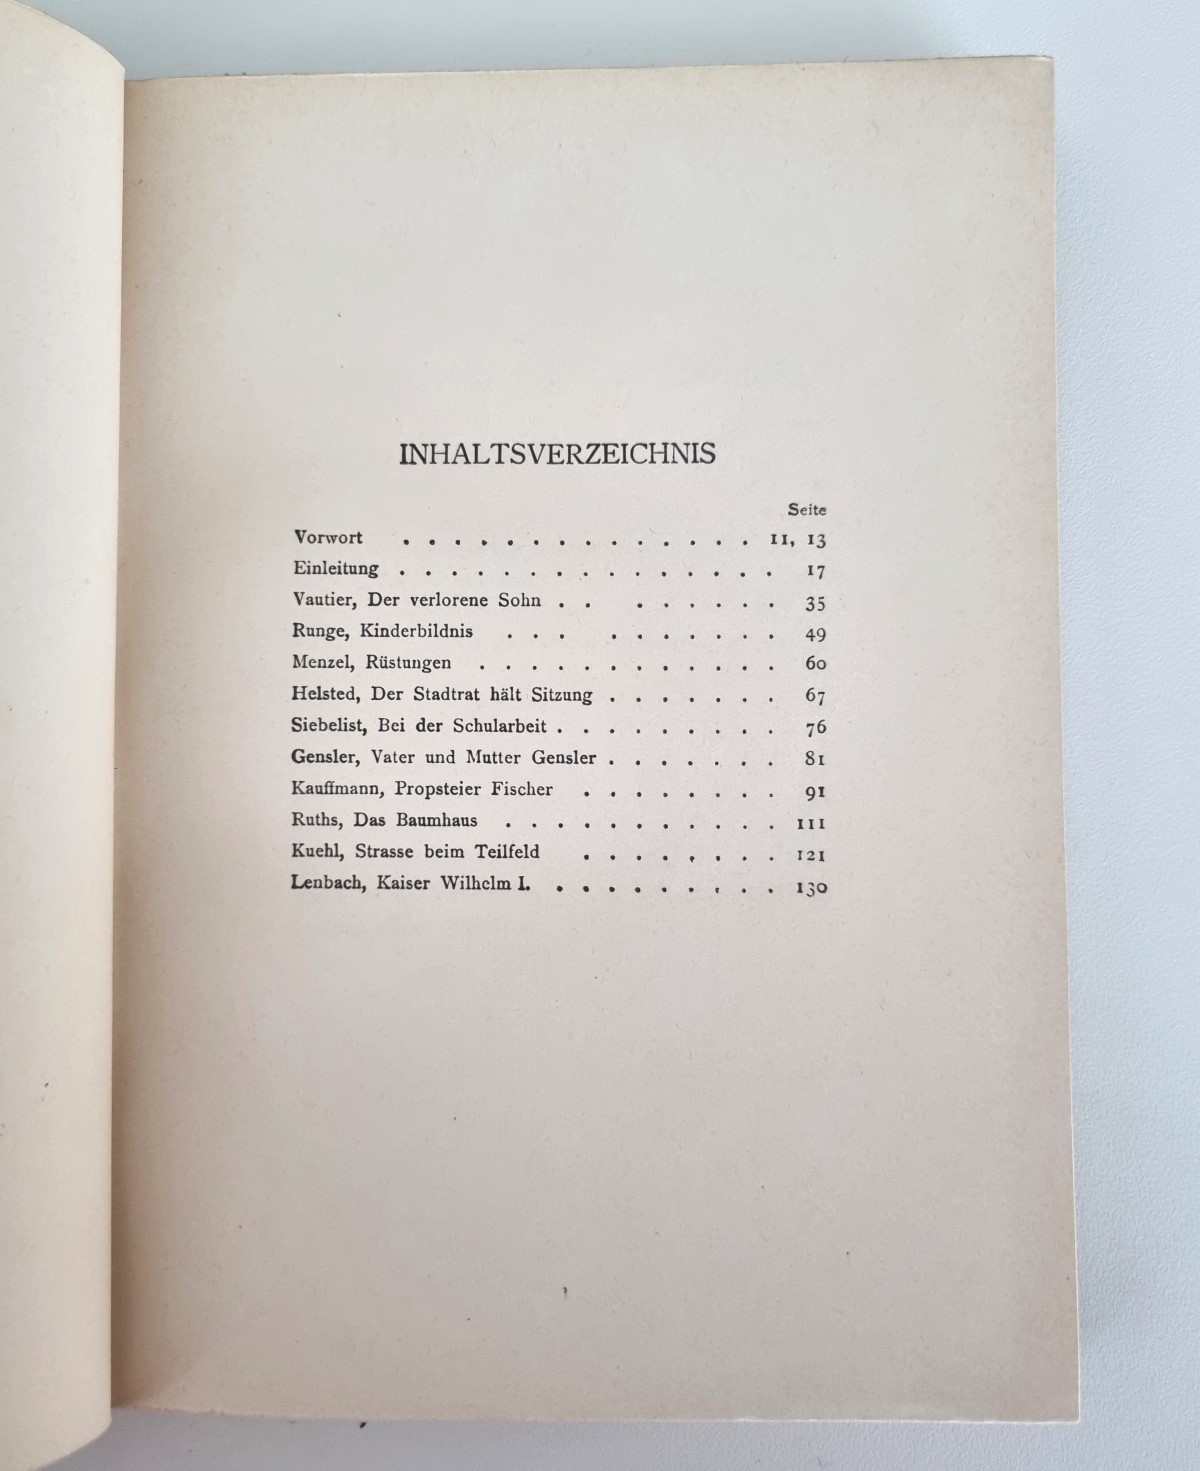 INHALTSVERZEICHNIS
Seite
Vorwort . . . . . . . . . . . . . . 11, 13
Einleitung . . . . . . . . . . . . . . . 17
Vautier, Der verlorene Sohn . . . . . . . . 35
Runge, Kinderbildnis . . . . . . . . . . 49
Menzel, Rüstungen . . . . . . . . . . . . 60
Helsted, Der Stadtrat hält Sitzung . . . . . . . 67
Siebelist, Bei der Schularbeit . . . . . . . . . 76
Gensler, Vater und Mutter Gensler . . . . . . . 81
Kauffmann, Propsteier Fischer . . . . . . . . 91
Ruths, Das Baumhaus . . . . . . . . . . . 111
Kuehl, Strasse beim Teilfeld . . . . . . . . 121
Lenbach, Kaiser Wilhelm I. . . . . . . . . . 130